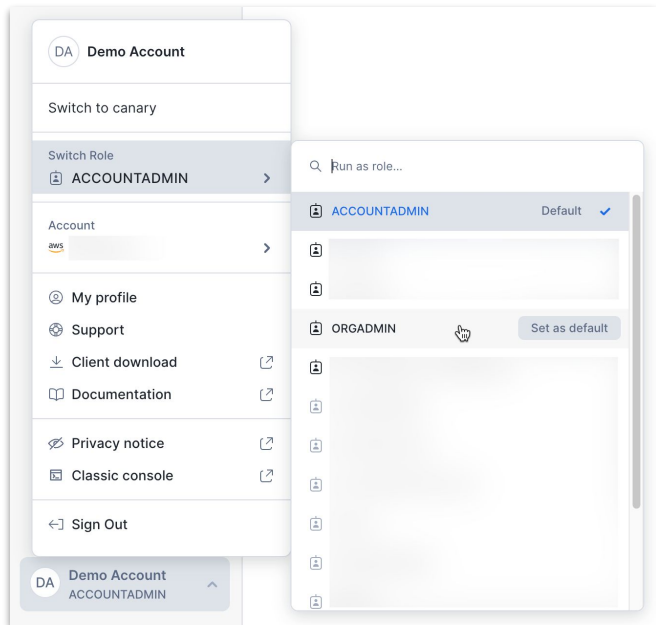 DA Demo Account
Switch to canary
Switch Role
ACCOUNTADMIN
Account
aws
My profile
Support
Client download
Documentation
Privacy notice
Classic console
Sign Out
DA Demo Account
ACCOUNTADMIN
Run as role...
ACCOUNTADMIN Default
ORGADMIN Set as default